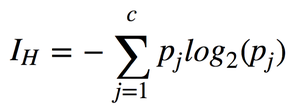 I_H = − \sum_{j=1}^{c} p_j log_2(p_j)